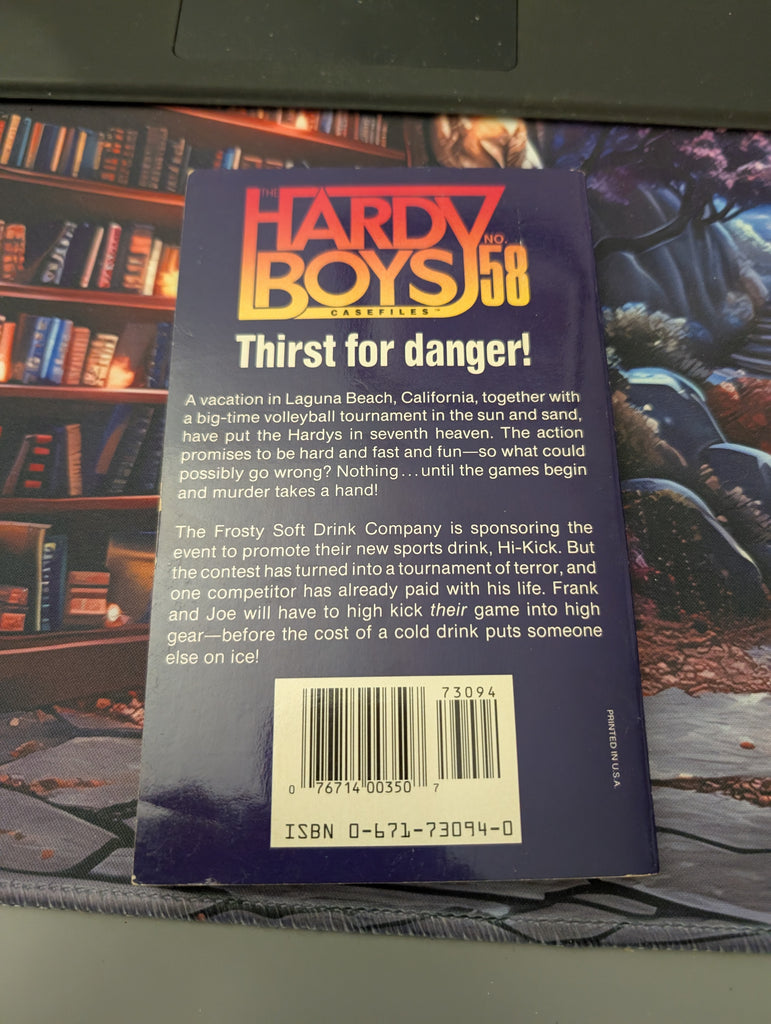 THE
HARDY
BOYS
NO.
58
CASEFILES™
Thirst for danger!
A vacation in Laguna Beach, California, together with
a big-time volleyball tournament in the sun and sand,
have put the Hardys in seventh heaven. The action
promises to be hard and fast and fun—so what could
possibly go wrong? Nothing...until the games begin
and murder takes a hand!
The Frosty Soft Drink Company is sponsoring the
event to promote their new sports drink, Hi-Kick. But
the contest has turned into a tournament of terror, and
one competitor has already paid with his life. Frank
and Joe will have to high kick their game into high
gear—before the cost of a cold drink puts someone
else on ice!
73094
0 76714 00350 7
ISBN 0-671-73094-0
PRINTED IN U.S.A.